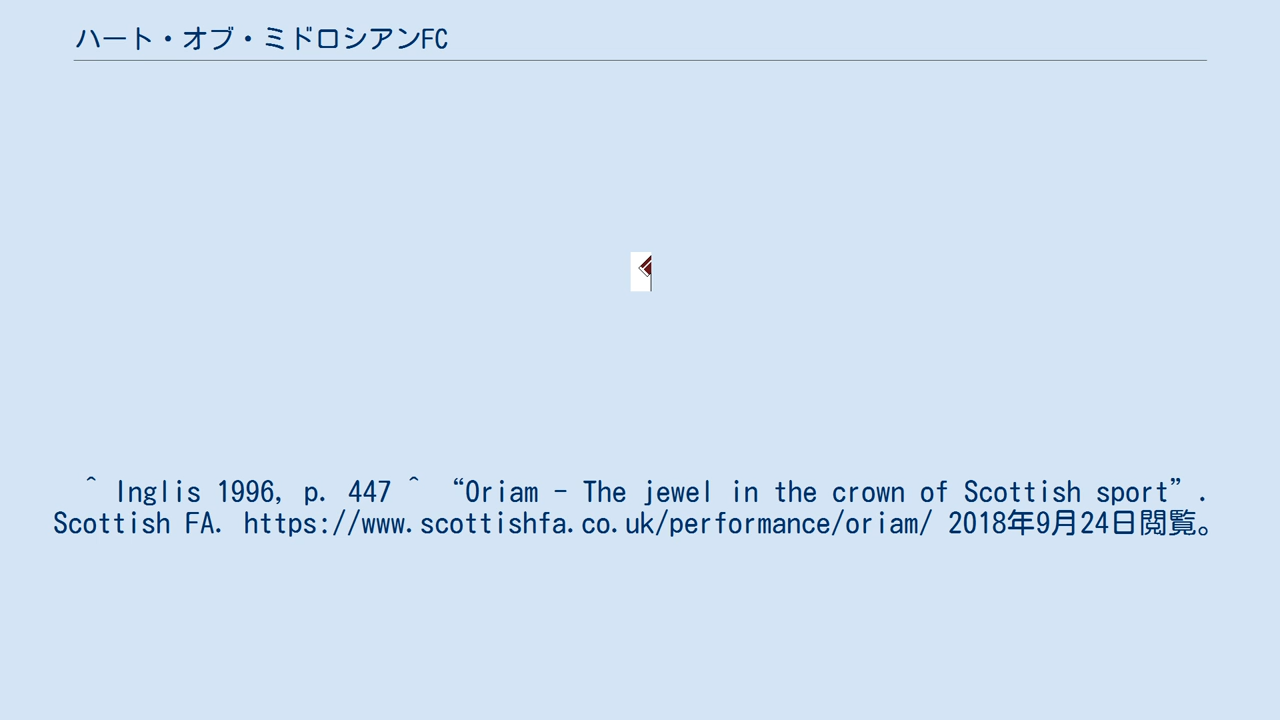 ハート・オブ・ミドロシアンFC
^ Inglis 1996, p. 447 ^ “Oriam – The jewel in the crown of Scottish sport”.
Scottish FA. https://www.scottishfa.co.uk/performance/oriam/ 2018年9月24日閲覧。